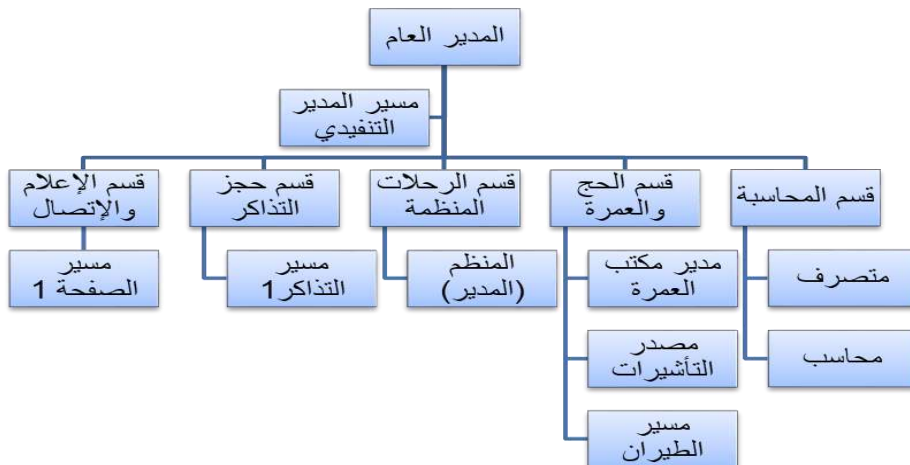 المدير العام
مسير المدير
التنفيدي
قسم المحاسبة
متصرف
محاسب
قسم الحج
والعمرة
مدير مكتب
العمرة
مصدر
التأشيرات
مسير
الطيران
قسم الرحلات
المنظمة
المنظم
(المدير)
قسم حجز
التذاكر
مسير
التذاكر1
قسم الإعلام
والإتصال
مسير
الصفحة 1